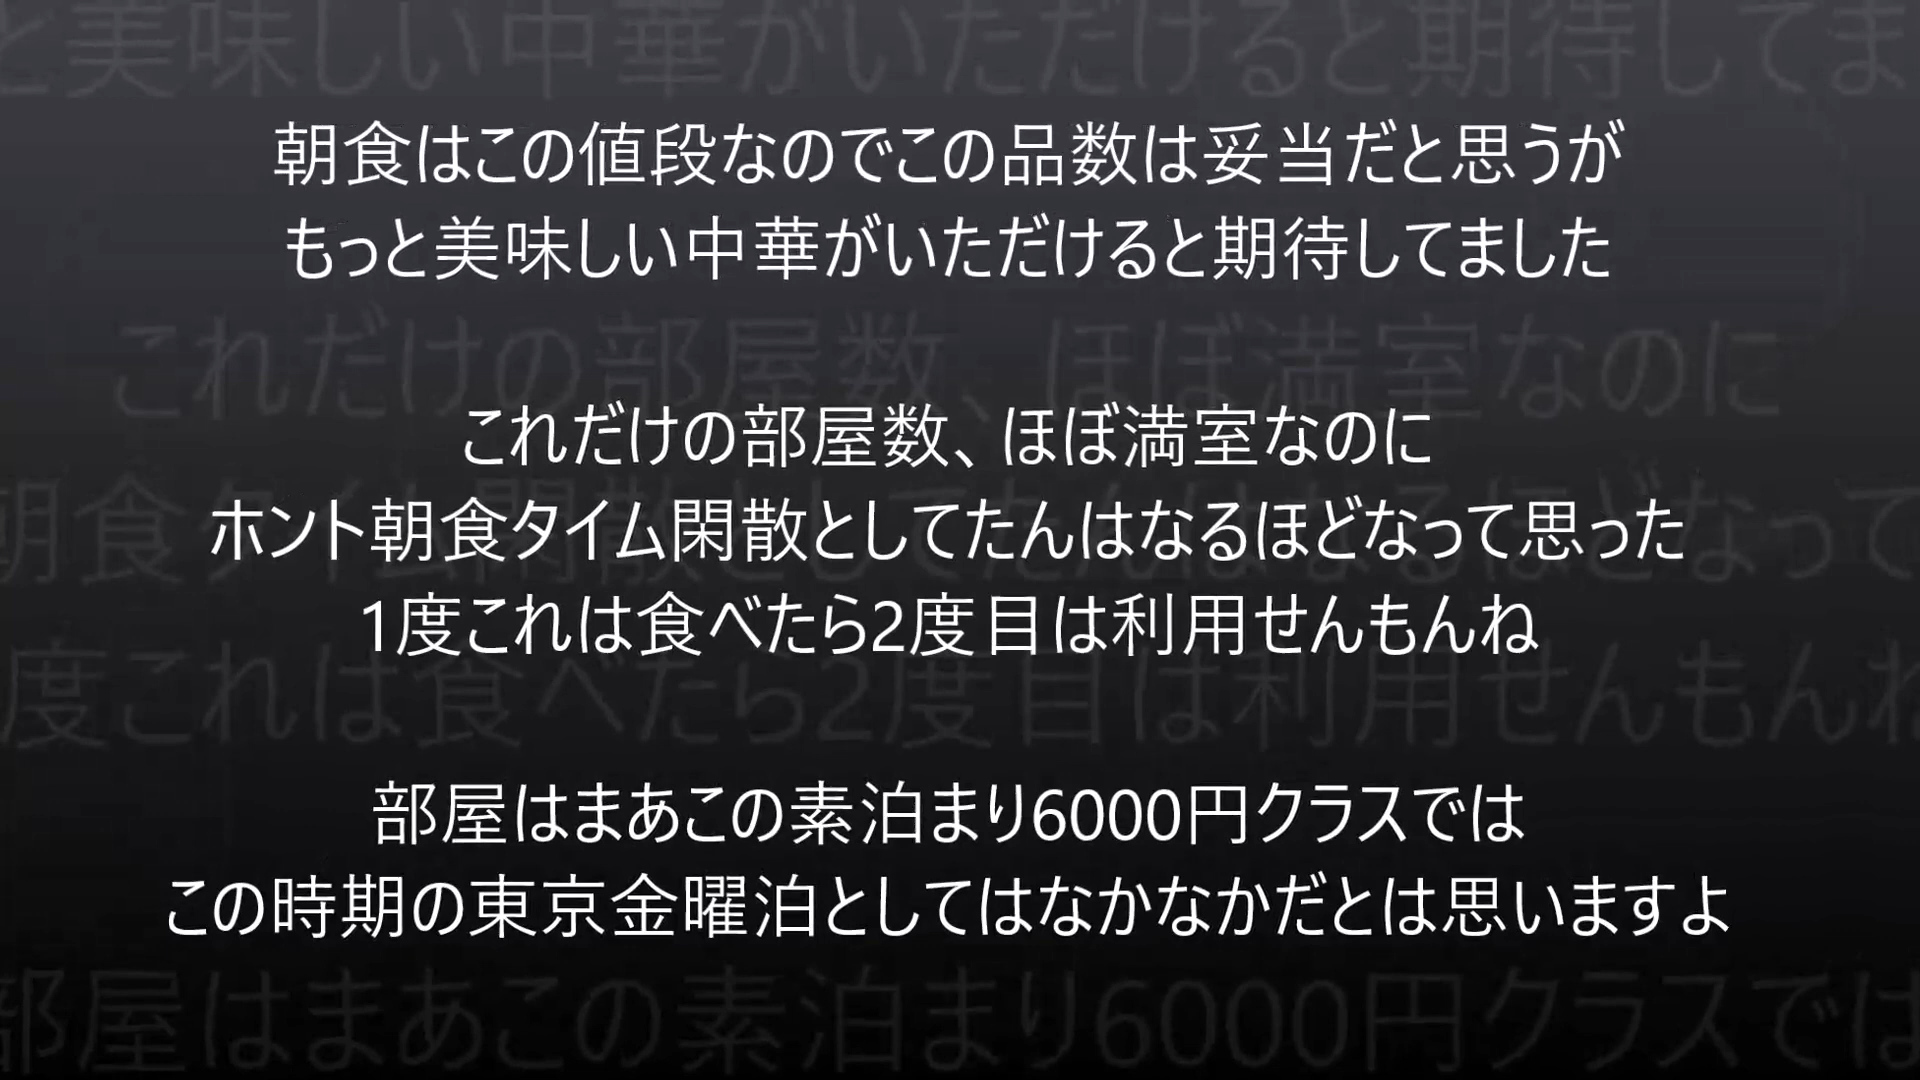 朝食はこの値段なのでこの品数は妥当だと思うが
もっと美味しい中華がいただけると期待してました
これだけの部屋数、ほぼ満室なのに
ホント朝食タイム閑散としてたんはなるほどなって思った
1度これは食べたら2度目は利用せんもんね
部屋はまあこの素泊まり6000円クラスでは
この時期の東京金曜泊としてはなかなかだとは思いますよ